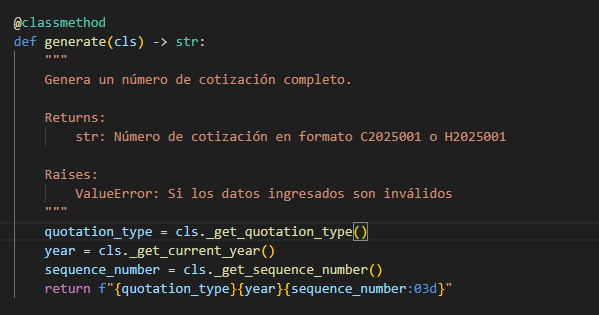 @classmethod
def generate(cls) -> str:
"""
Genera un número de cotización completo.
Returns:
str: Número de cotización en formato C2025001 o H2025001
Raises:
ValueError: Si los datos ingresados son inválidos
"""
quotation_type = cls._get_quotation_type()
year = cls._get_current_year()
sequence_number = cls._get_sequence_number()
return f"{quotation_type}{year}{sequence_number:03d}"